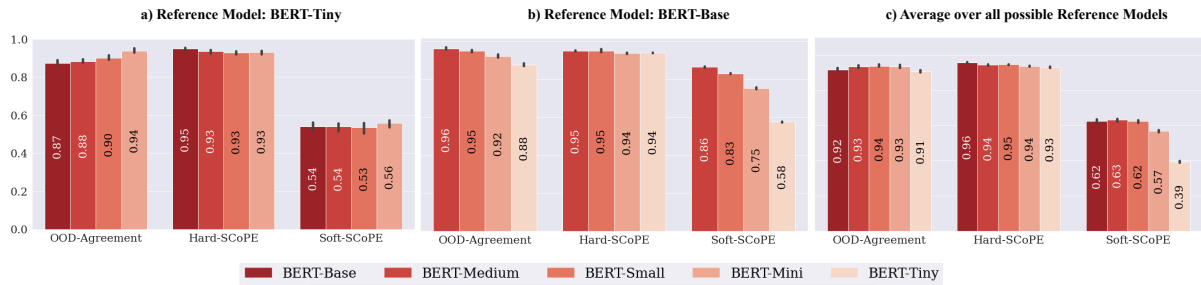 a) Reference Model: BERT-Tiny
b) Reference Model: BERT-Base
c) Average over all possible Reference Models
1.0
0.8
0.6
0.4
0.2
0.0
0.87
0.88
0.90
0.94
0.95
0.93
0.93
0.93
0.54
0.54
0.53
0.56
OOD-Agreement
Hard-SCoPE
Soft-SCoPE
0.96
0.95
0.92
0.88
0.95
0.95
0.94
0.94
0.86
0.83
0.75
0.58
OOD-Agreement
Hard-SCoPE
Soft-SCoPE
0.92
0.93
0.94
0.93
0.91
0.96
0.94
0.95
0.94
0.93
0.62
0.63
0.62
0.57
0.39
OOD-Agreement
Hard-SCoPE
Soft-SCoPE
BERT-Base
BERT-Medium
BERT-Small
BERT-Mini
BERT-Tiny